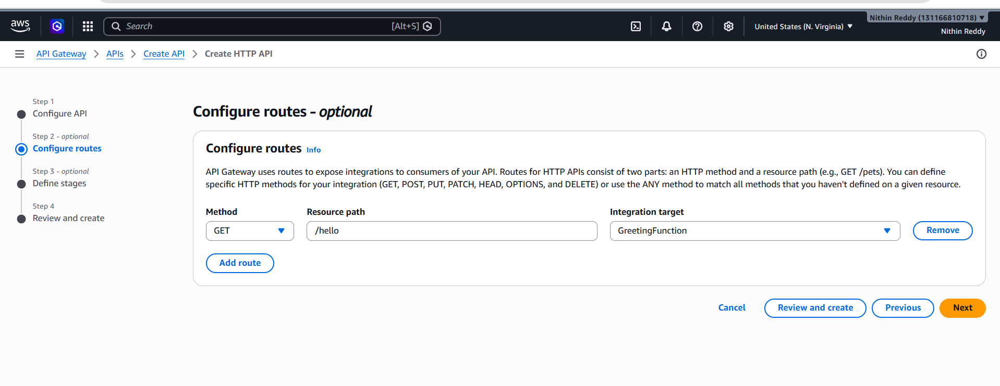 aws
Search
[Alt+S]
United States (N. Virginia)
Nithin Reddy (131166810718)
Nithin Reddy
API Gateway
APIs
Create API
Create HTTP API
Step 1
Configure API
Step 2 - optional
Configure routes
Step 3 - optional
Define stages
Step 4
Review and create
Configure routes - optional
Configure routes Info
API Gateway uses routes to expose integrations to consumers of your API. Routes for HTTP APIs consist of two parts: an HTTP method and a resource path (e.g., GET /pets). You can define
specific HTTP methods for your integration (GET, POST, PUT, PATCH, HEAD, OPTIONS, and DELETE) or use the ANY method to match all methods that you haven't defined on a given resource.
Method
Resource path
Integration target
GET
/hello
GreetingFunction
Remove
Add route
Cancel
Review and create
Previous
Next